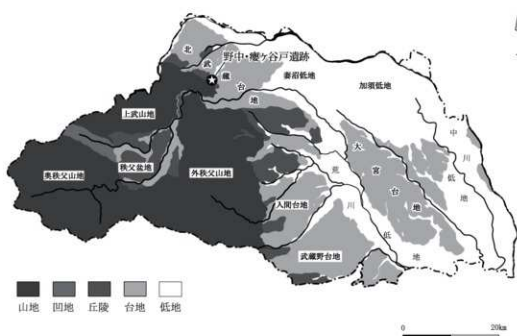 北武蔵台地
野中・瘤ヶ谷戸遺跡
妻沼低地
加須低地
上武山地
中川低地
大宮台地
秩父盆地
奥秩父山地
外秩父山地
荒川低地
入間台地
武蔵野台地
山地
凹地
丘陵
台地
低地
0
20km